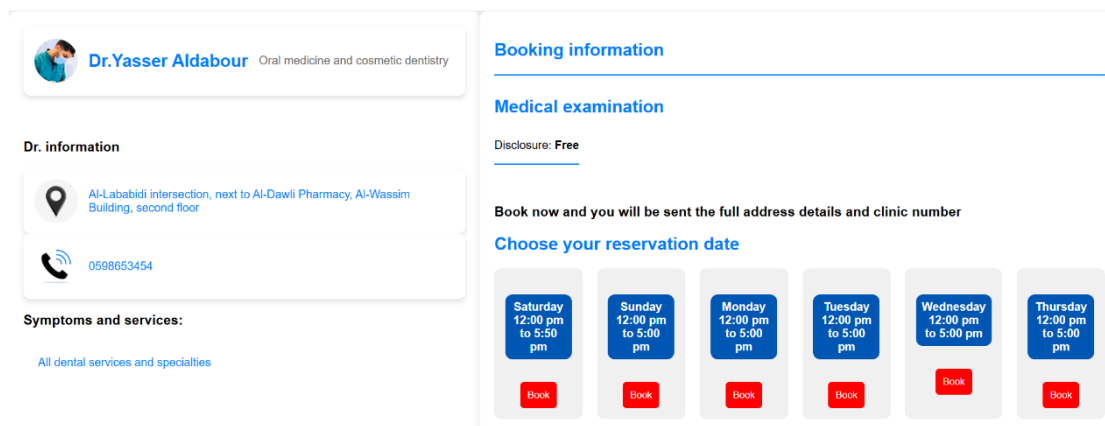 Dr.Yasser Aldabour Oral medicine and cosmetic dentistry
Dr. information
Al-Lababidi intersection, next to Al-Dawli Pharmacy, Al-Wassim
Building, second floor
0598653454
Symptoms and services:
All dental services and specialties
Booking information
Medical examination
Disclosure: Free
Book now and you will be sent the full address details and clinic number
Choose your reservation date
Saturday
12:00 pm
to 5:50
pm
Book
Sunday
12:00 pm
to 5:00
pm
Book
Monday
12:00 pm
to 5:00
pm
Book
Tuesday
12:00 pm
to 5:00
pm
Book
Wednesday
12:00 pm
to 5:00 pm
Book
Thursday
12:00 pm
to 5:00
pm
Book